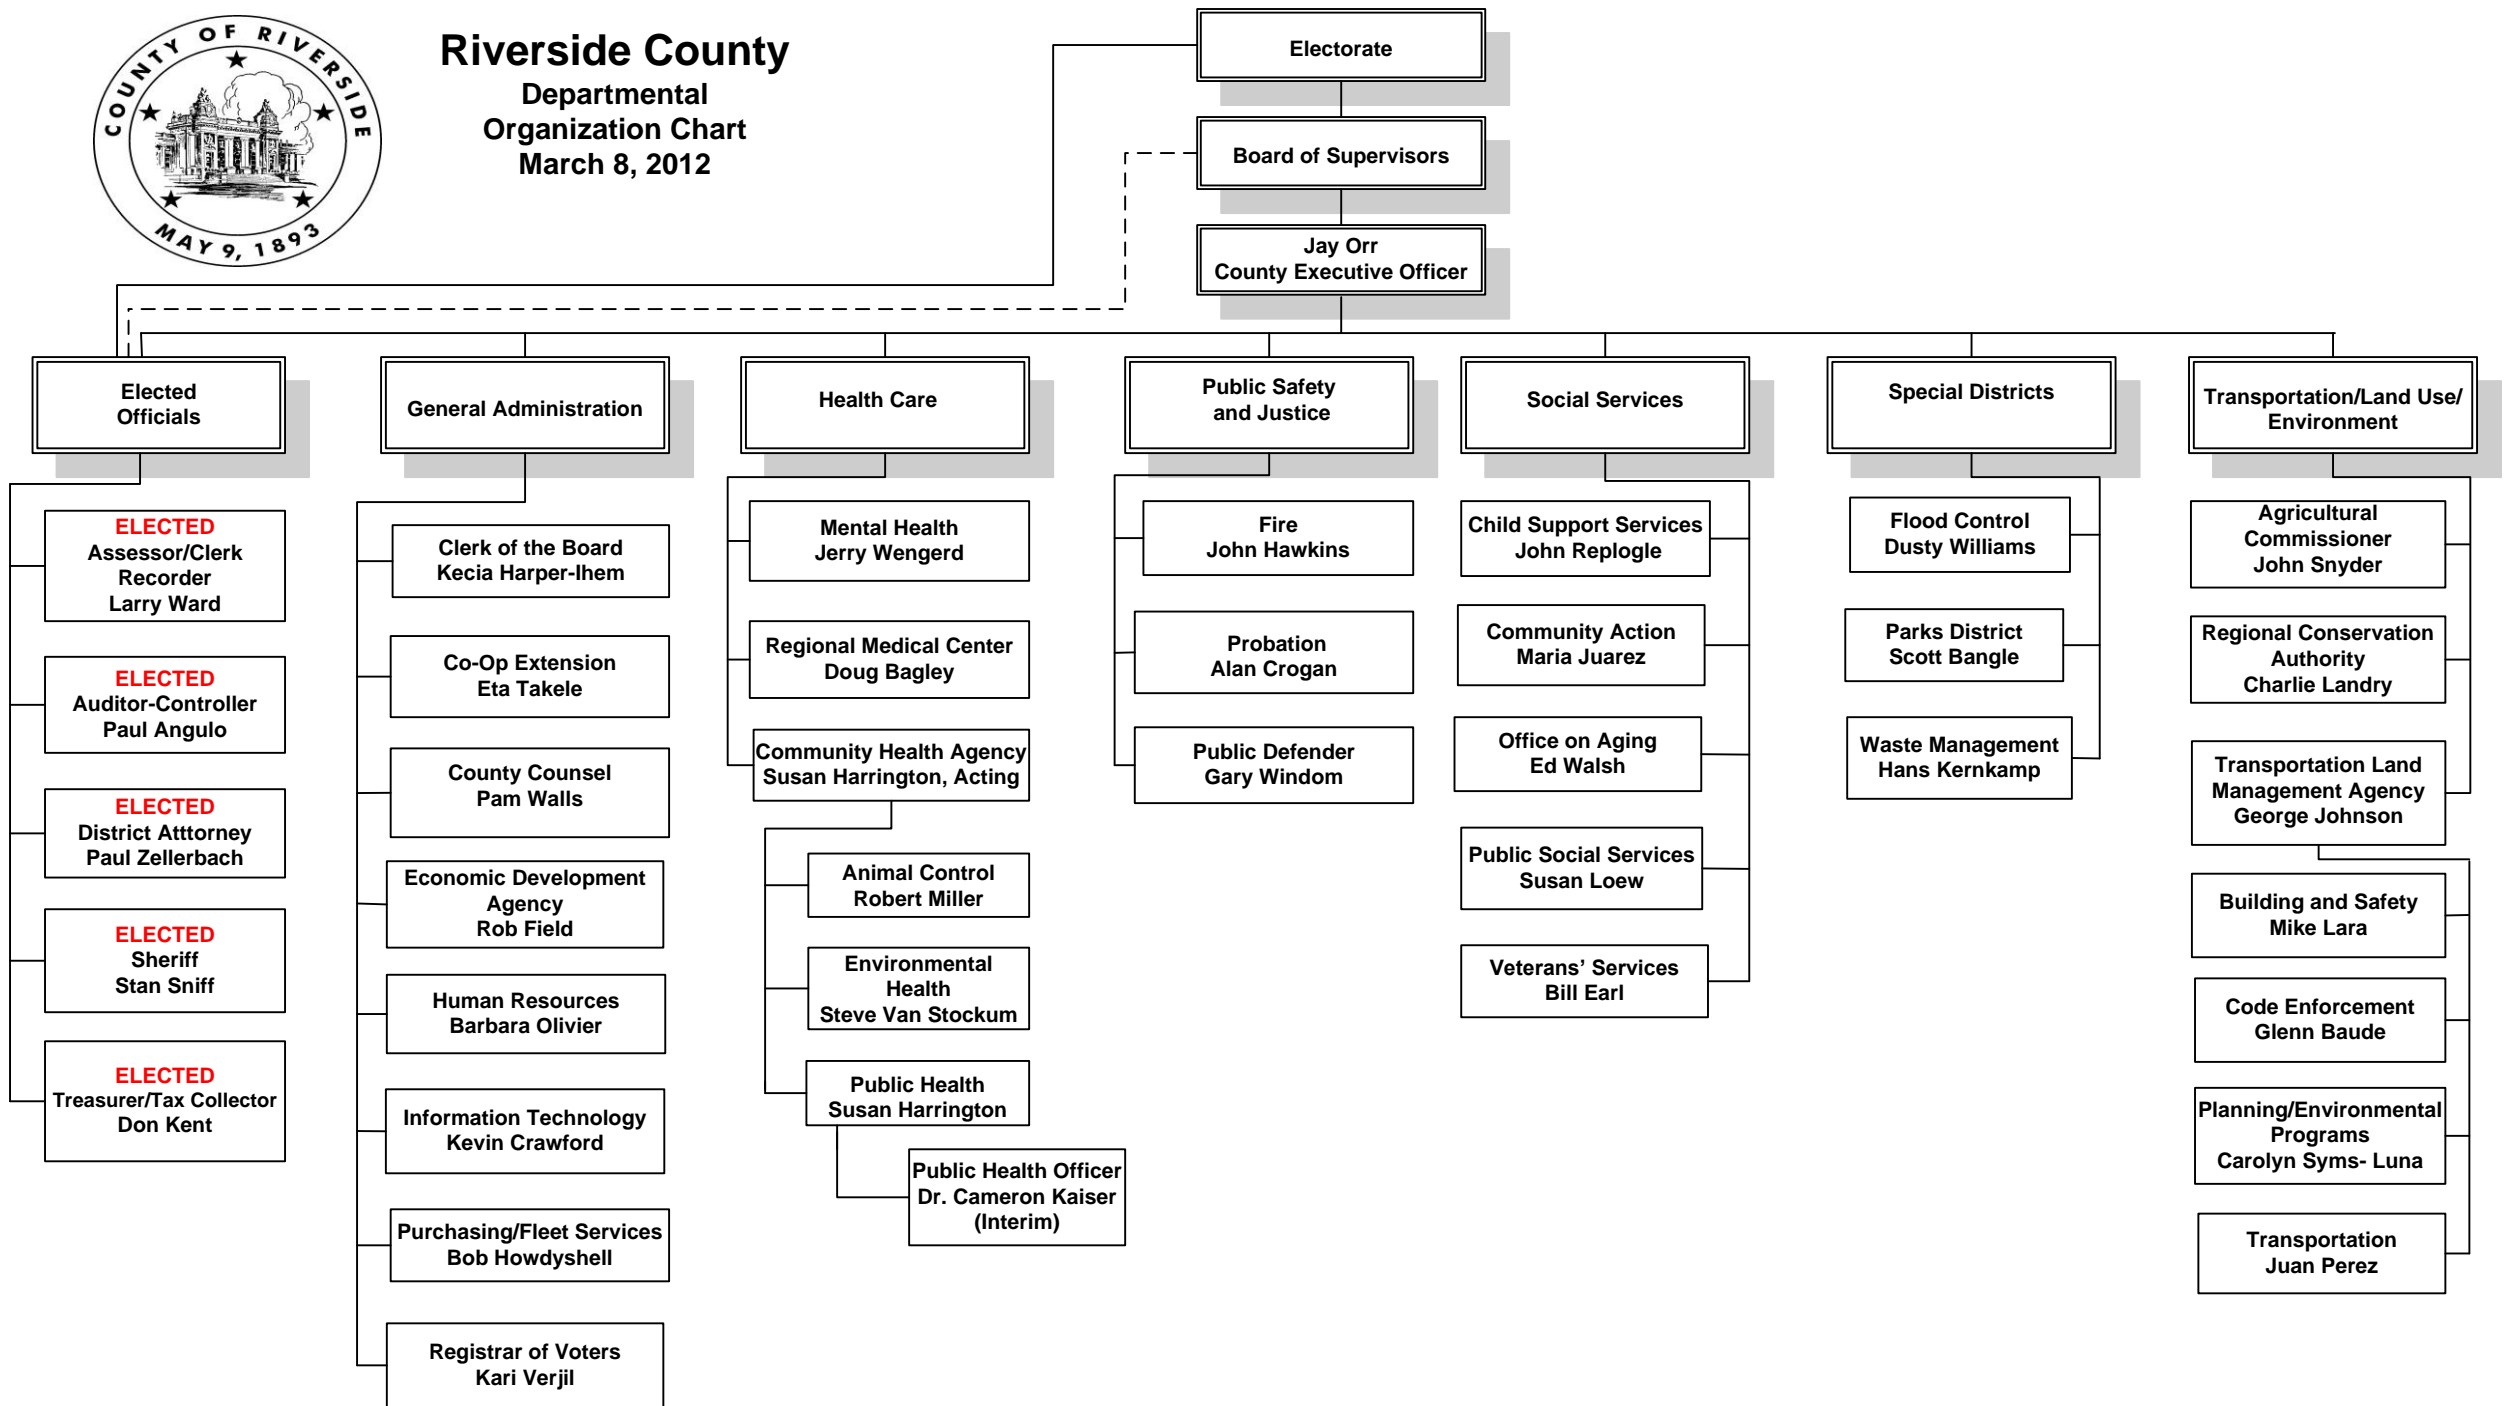 COUNTY OF RIVERSIDE
MAY 9, 1893
Riverside County
Departmental
Organization Chart
March 8, 2012
Electorate
Board of Supervisors
Jay Orr
County Executive Officer
Elected
Officials
ELECTED
Assessor/Clerk
Recorder
Larry Ward
ELECTED
Auditor-Controller
Paul Angulo
ELECTED
District Atttorney
Paul Zellerbach
ELECTED
Sheriff
Stan Sniff
ELECTED
Treasurer/Tax Collector
Don Kent
General Administration
Clerk of the Board
Kecia Harper-Ihem
Co-Op Extension
Eta Takele
County Counsel
Pam Walls
Economic Development
Agency
Rob Field
Human Resources
Barbara Olivier
Information Technology
Kevin Crawford
Purchasing/Fleet Services
Bob Howdyshell
Registrar of Voters
Kari Verjil
Health Care
Mental Health
Jerry Wengerd
Regional Medical Center
Doug Bagley
Community Health Agency
Susan Harrington, Acting
Animal Control
Robert Miller
Environmental
Health
Steve Van Stockum
Public Health
Susan Harrington
Public Health Officer
Dr. Cameron Kaiser
(Interim)
Public Safety
and Justice
Fire
John Hawkins
Probation
Alan Crogan
Public Defender
Gary Windom
Social Services
Child Support Services
John Replogle
Community Action
Maria Juarez
Office on Aging
Ed Walsh
Public Social Services
Susan Loew
Veterans’ Services
Bill Earl
Special Districts
Flood Control
Dusty Williams
Parks District
Scott Bangle
Waste Management
Hans Kernkamp
Transportation/Land Use/
Environment
Agricultural
Commissioner
John Snyder
Regional Conservation
Authority
Charlie Landry
Transportation Land
Management Agency
George Johnson
Building and Safety
Mike Lara
Code Enforcement
Glenn Baude
Planning/Environmental
Programs
Carolyn Syms- Luna
Transportation
Juan Perez